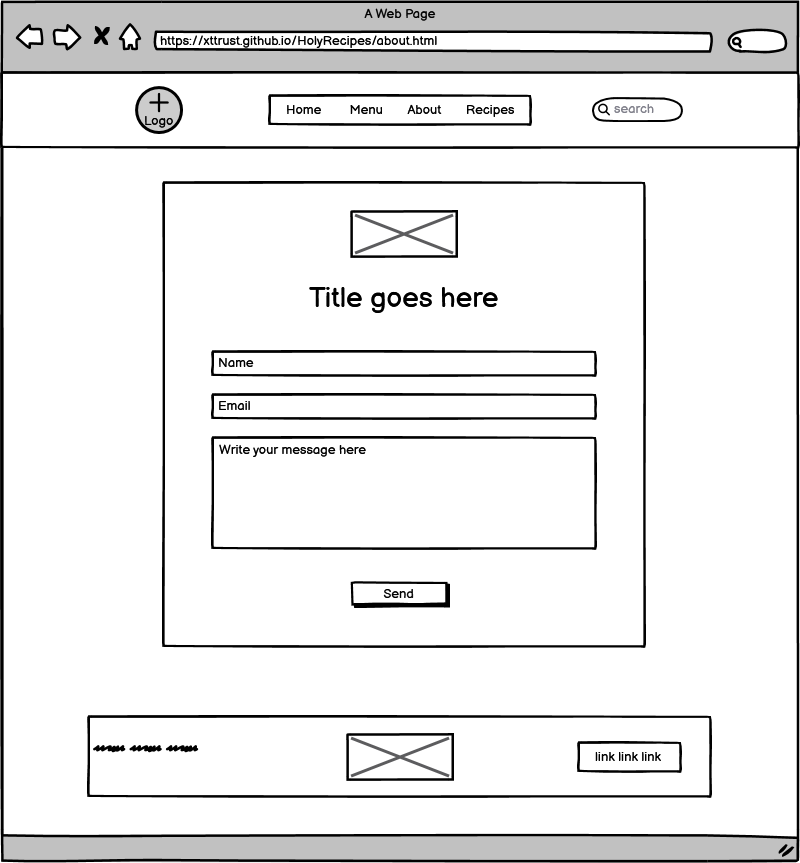 A Web Page
https://xttrust.github.io/HolyRecipes/about.html
Logo
Home Menu About Recipes
search
Title goes here
Name
Email
Write your message here
Send
link link link